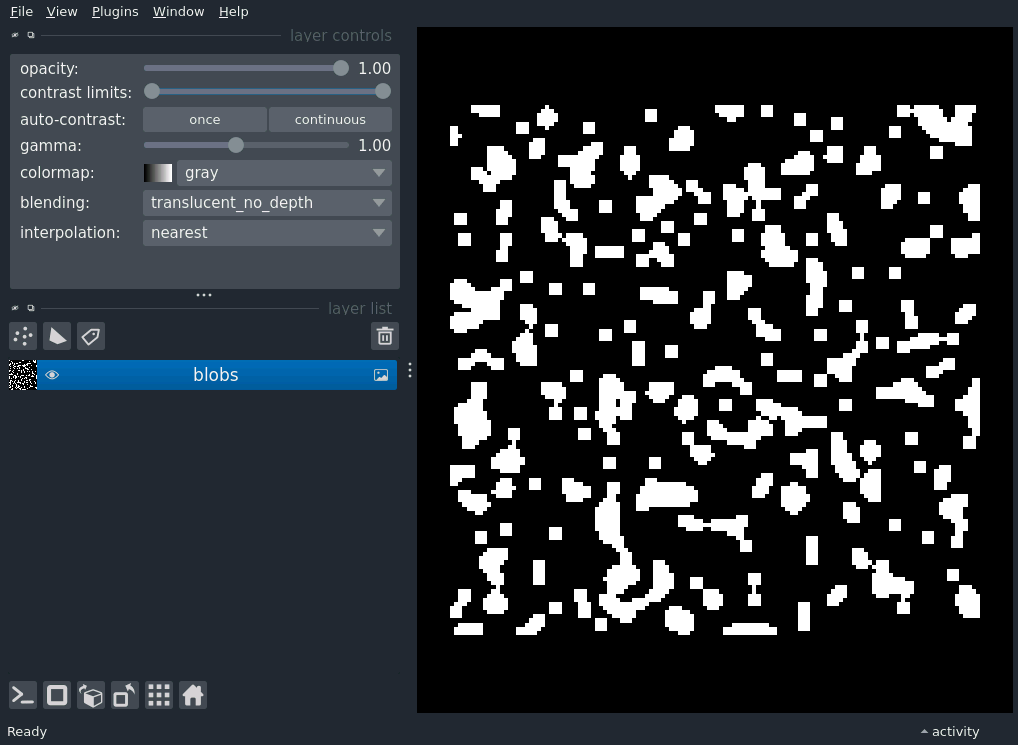 File View Plugins Window Help
layer controls
opacity: 1.00
contrast limits:
auto-contrast: once continuous
gamma: 1.00
colormap: gray
blending: translucent_no_depth
interpolation: nearest
layer list
blobs
Ready activity